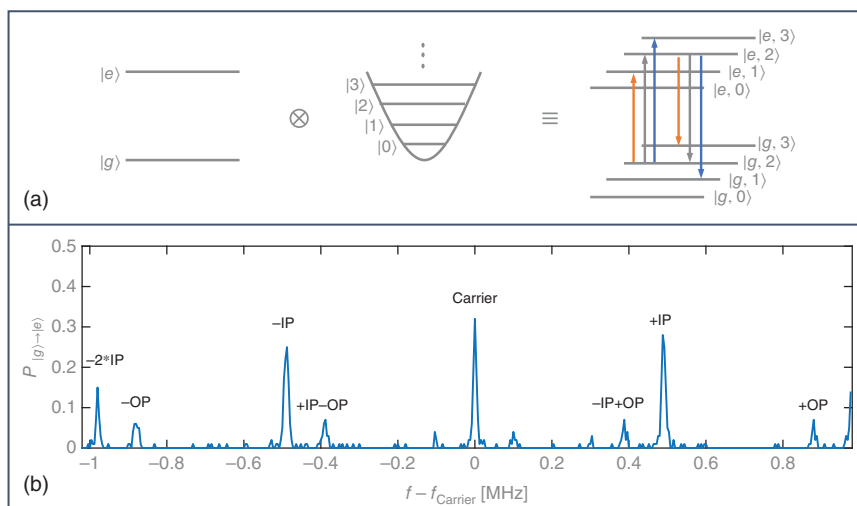 (a)
|e⟩
|g⟩
⊗
|3⟩
|2⟩
|1⟩
|0⟩
≡
|e, 3⟩
|e, 2⟩
|e, 1⟩
|e, 0⟩
|g, 3⟩
|g, 2⟩
|g, 1⟩
|g, 0⟩
(b)
P|g⟩→|e⟩
0.5
0.4
0.3
0.2
0.1
0
−2*IP
−OP
−IP
+IP−OP
Carrier
−IP+OP
+IP
+OP
−1 −0.8 −0.6 −0.4 −0.2 0 0.2 0.4 0.6 0.8
f − fCarrier [MHz]